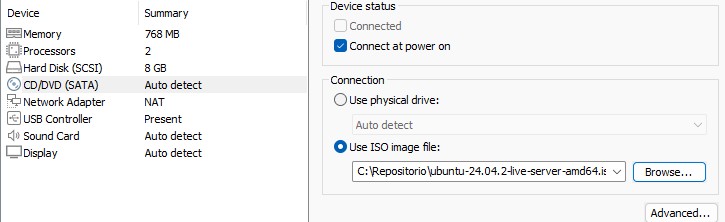 Device Summary
Memory 768 MB
Processors 2
Hard Disk (SCSI) 8 GB
CD/DVD (SATA) Auto detect
Network Adapter NAT
USB Controller Present
Sound Card Auto detect
Display Auto detect
Device status
Connected
Connect at power on
Connection
Use physical drive:
Auto detect
Use ISO image file:
C:\Repositorio\ubuntu-24.04.2-live-server-amd64.is Browse...
Advanced...